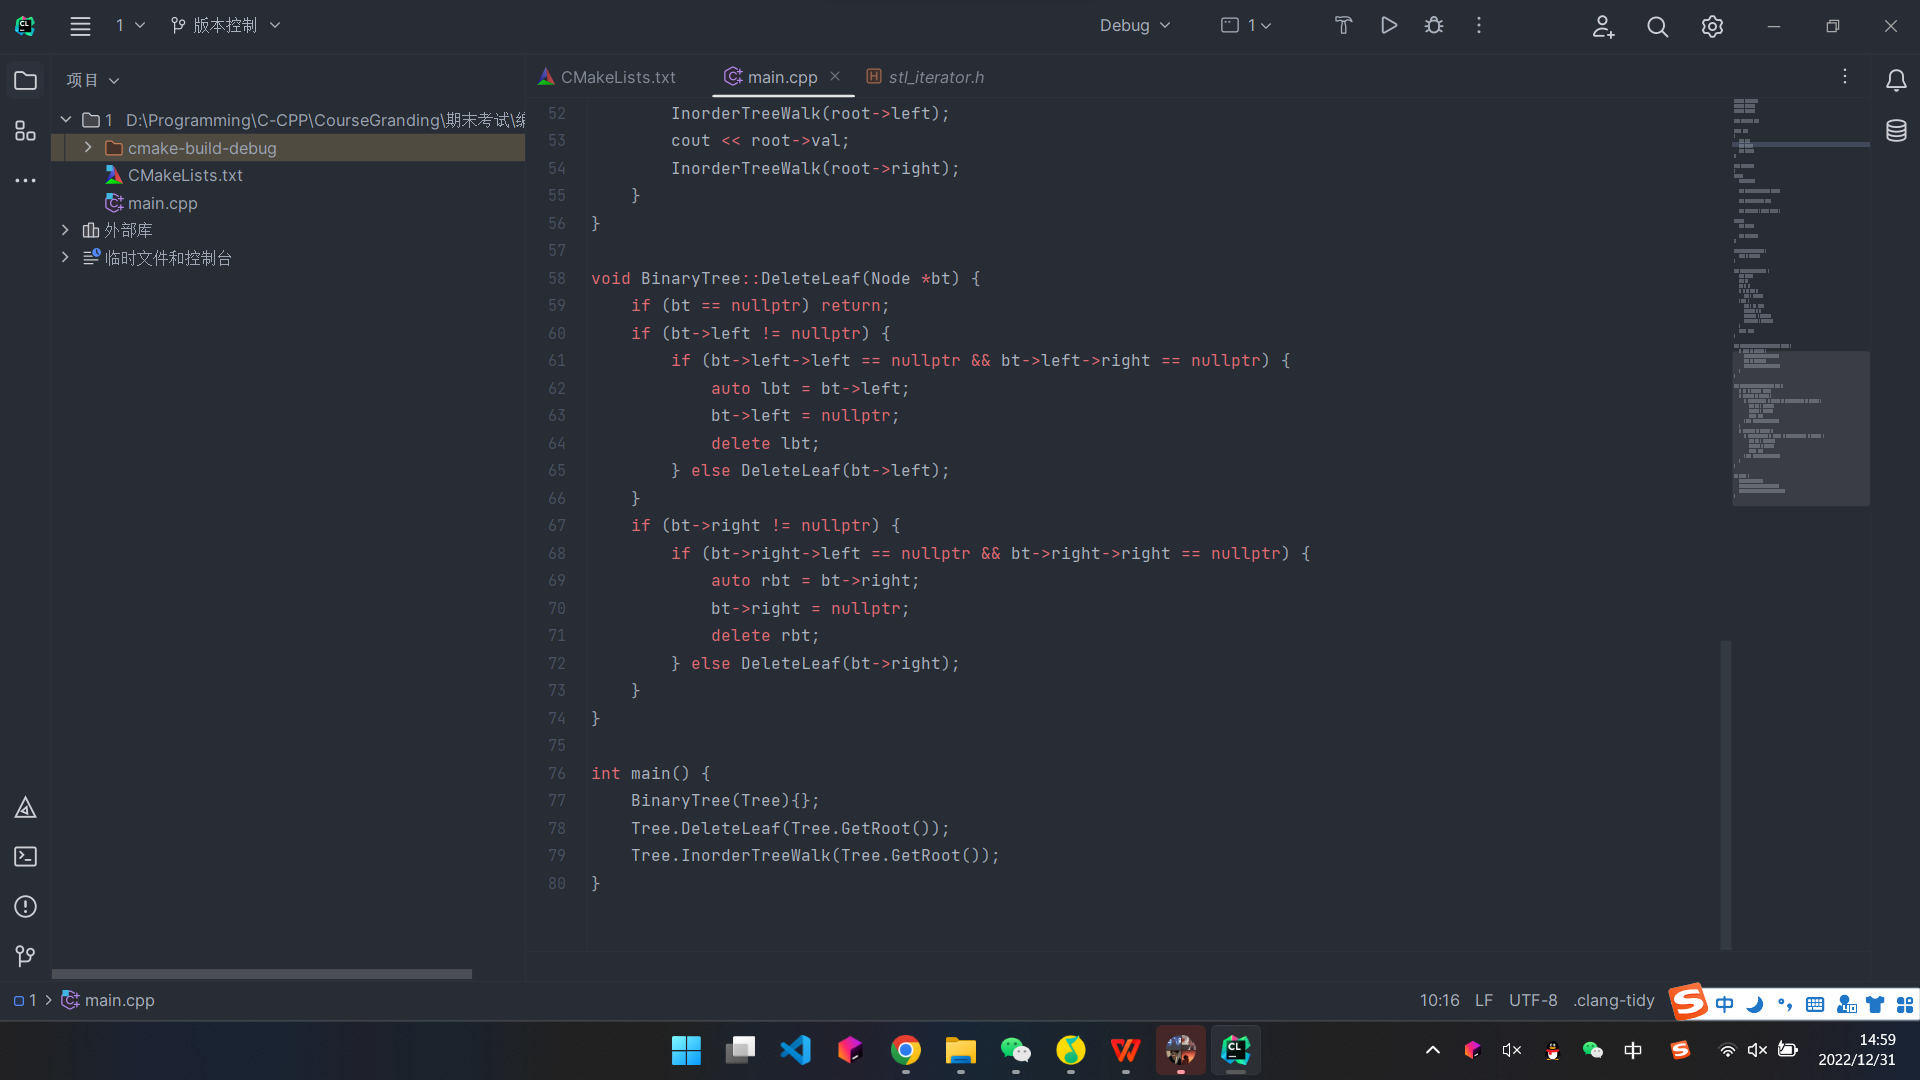 1
版本控制
Debug
1
项目
CMakeLists.txt
main.cpp
stl_iterator.h
1 D:\Programming\C-CPP\CourseGranding\期末考试\编
cmake-build-debug
CMakeLists.txt
main.cpp
外部库
临时文件和控制台
52 InorderTreeWalk(root->left);
53 cout << root->val;
54 InorderTreeWalk(root->right);
55 }
56 }
57
58 void BinaryTree::DeleteLeaf(Node *bt) {
59 if (bt == nullptr) return;
60 if (bt->left != nullptr) {
61 if (bt->left->left == nullptr && bt->left->right == nullptr) {
62 auto lbt = bt->left;
63 bt->left = nullptr;
64 delete lbt;
65 } else DeleteLeaf(bt->left);
66 }
67 if (bt->right != nullptr) {
68 if (bt->right->left == nullptr && bt->right->right == nullptr) {
69 auto rbt = bt->right;
70 bt->right = nullptr;
71 delete rbt;
72 } else DeleteLeaf(bt->right);
73 }
74 }
75
76 int main() {
77 BinaryTree(Tree){};
78 Tree.DeleteLeaf(Tree.GetRoot());
79 Tree.InorderTreeWalk(Tree.GetRoot());
80 }
1 main.cpp
10:16 LF UTF-8 .clang-tidy
中
中
14:59
2022/12/31